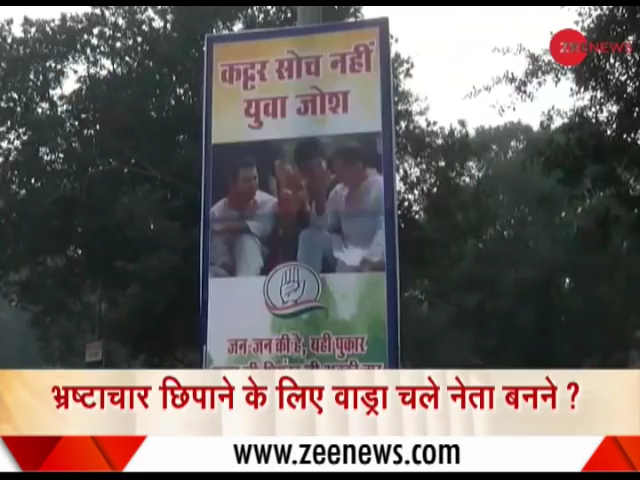 ZEE NEWS
कट्टर सोच नहीं
युवा जोश
जन-जन की है, यही पुकार
भ्रष्टाचार छिपाने के लिए वाड्रा चले नेता बनने ?
www.zeenews.com